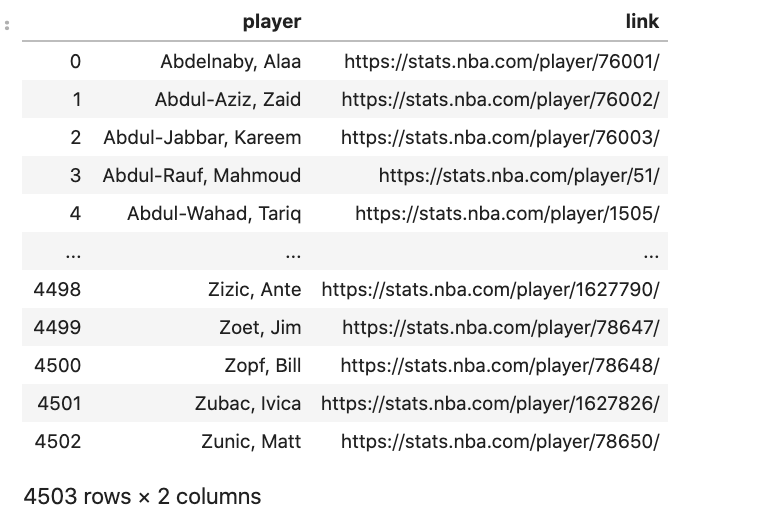 player link
0 Abdelnaby, Alaa https://stats.nba.com/player/76001/
1 Abdul-Aziz, Zaid https://stats.nba.com/player/76002/
2 Abdul-Jabbar, Kareem https://stats.nba.com/player/76003/
3 Abdul-Rauf, Mahmoud https://stats.nba.com/player/51/
4 Abdul-Wahad, Tariq https://stats.nba.com/player/1505/
... ... ...
4498 Zizic, Ante https://stats.nba.com/player/1627790/
4499 Zoet, Jim https://stats.nba.com/player/78647/
4500 Zopf, Bill https://stats.nba.com/player/78648/
4501 Zubac, Ivica https://stats.nba.com/player/1627826/
4502 Zunic, Matt https://stats.nba.com/player/78650/
4503 rows × 2 columns